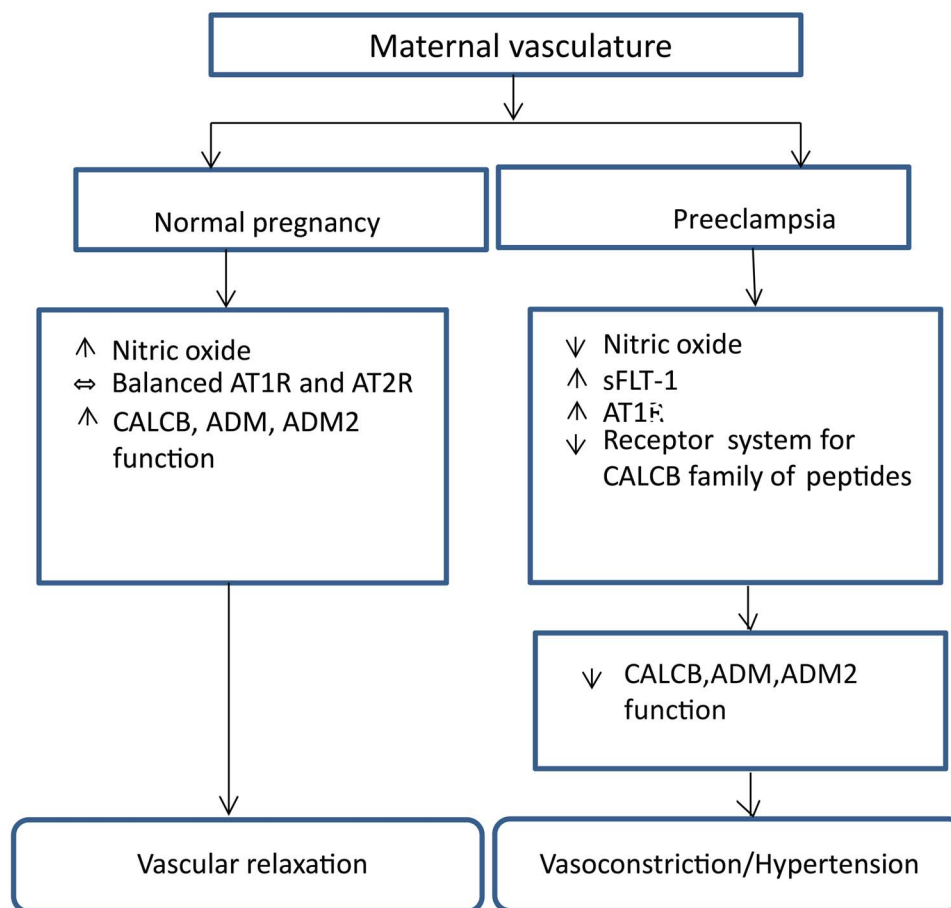 Maternal vasculature
Normal pregnancy
Preeclampsia
↑ Nitric oxide
⇔ Balanced AT1R and AT2R
↑ CALCB, ADM, ADM2
function
↓ Nitric oxide
↑ sFLT-1
↑ AT1R
↓ Receptor system for
CALCB family of peptides
↓ CALCB,ADM,ADM2
function
Vascular relaxation
Vasoconstriction/Hypertension